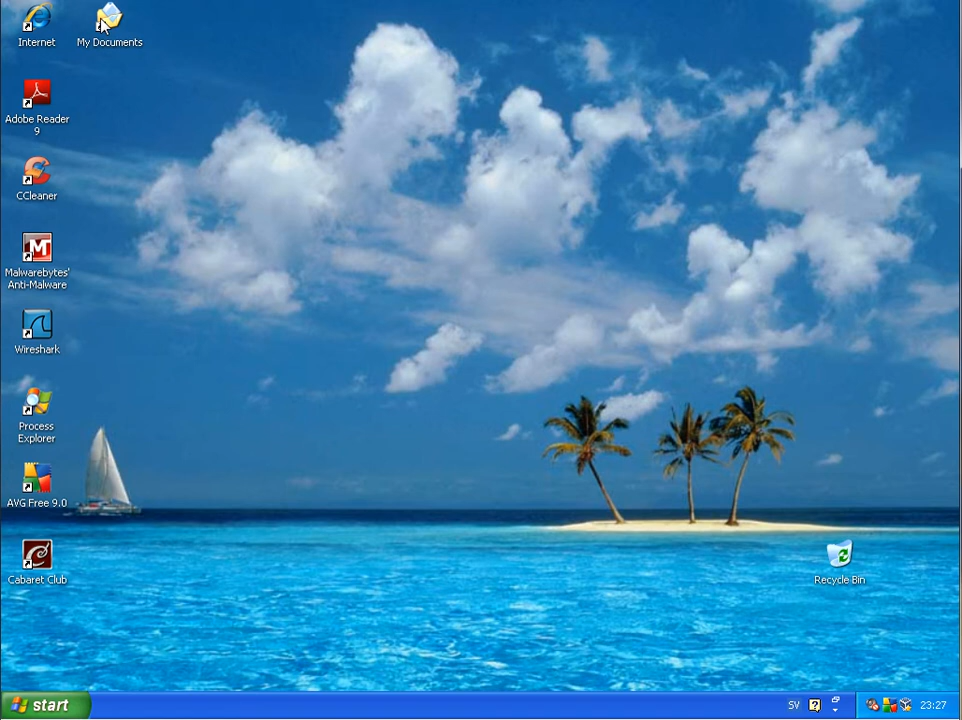 Internet
My Documents
Adobe Reader
9
CCleaner
Malwarebytes'
Anti-Malware
Wireshark
Process
Explorer
AVG Free 9.0
Cabaret Club
Recycle Bin
start
SV
23:27